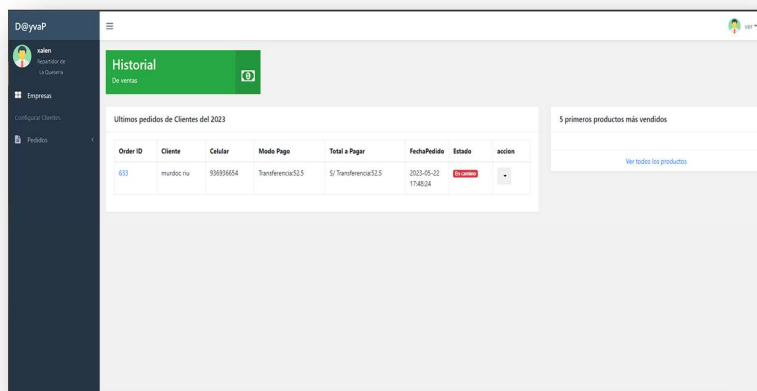 D@yvaP
ver
xalen
Repartidor de
La Quesería
Empresas
Configurar Clientes
Pedidos
Historial
De ventas
Ultimos pedidos de Clientes del 2023
Order ID Cliente Celular Modo Pago Total a Pagar FechaPedido Estado accion
633 murdoc riu 936936654 Transferencia:52.5 S/ Transferencia:52.5 2023-05-22 En camino
17:48:24
5 primeros productos más vendidos
Ver todos los productos